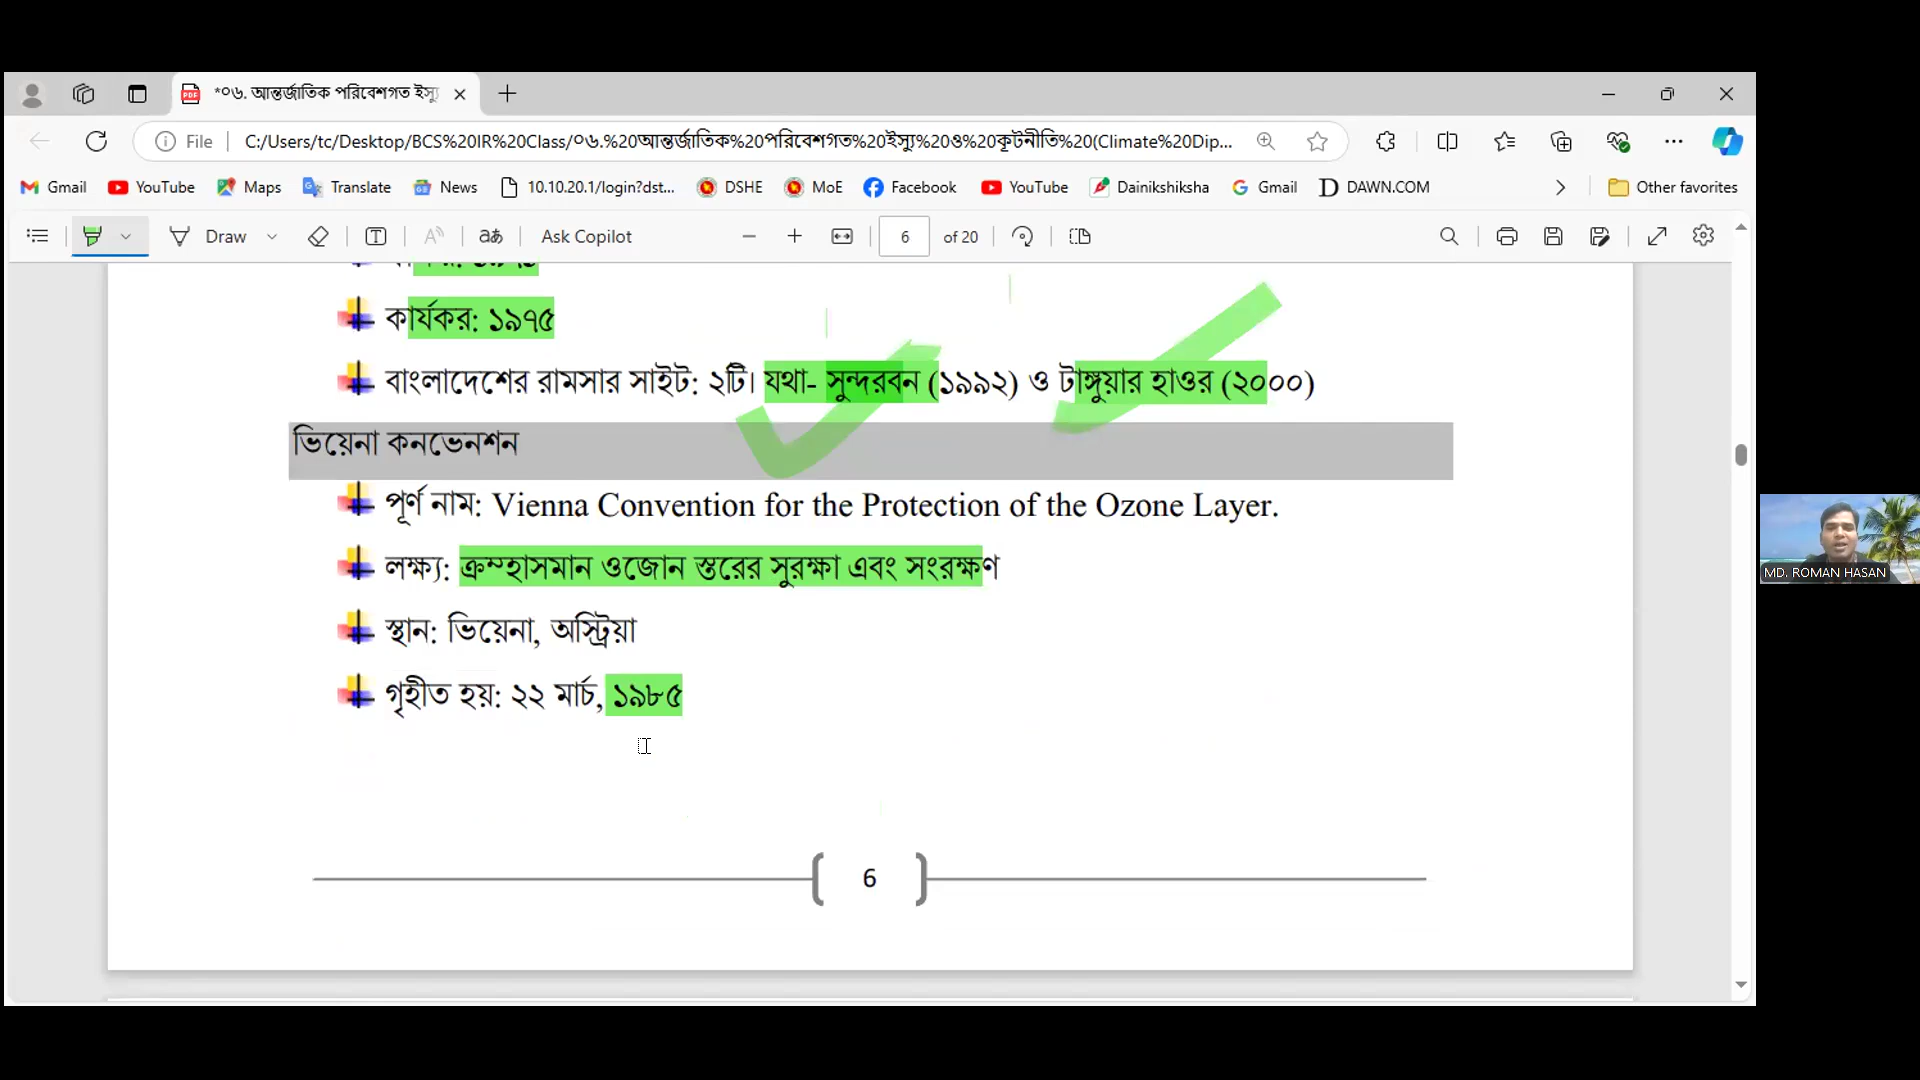 *০৬. আন্তর্জাতিক পরিবেশগত ইস্যু
File
C:/Users/tc/Desktop/BCS%20IR%20Class/০৬.%20আন্তর্জাতিক%20পরিবেশগত%20ইস্যু%20ও%20কূটনীতি%20(Climate%20Dip...
Gmail YouTube Maps Translate News 10.10.20.1/login?dst... DSHE MoE Facebook YouTube Dainikshiksha Gmail DAWN.COM Other favorites
Draw Ask Copilot 6 of 20
কার্যকর: ১৯৭৫
বাংলাদেশের রামসার সাইট: ২টি। যথা- সুন্দরবন (১৯৯২) ও টাঙ্গুয়ার হাওর (২০০০)
ভিয়েনা কনভেনশন
পূর্ণ নাম: Vienna Convention for the Protection of the Ozone Layer.
লক্ষ্য: ক্রম্হাসমান ওজোন স্তরের সুরক্ষা এবং সংরক্ষণ
স্থান: ভিয়েনা, অস্ট্রিয়া
গৃহীত হয়: ২২ মার্চ, ১৯৮৫
6
MD. ROMAN HASAN